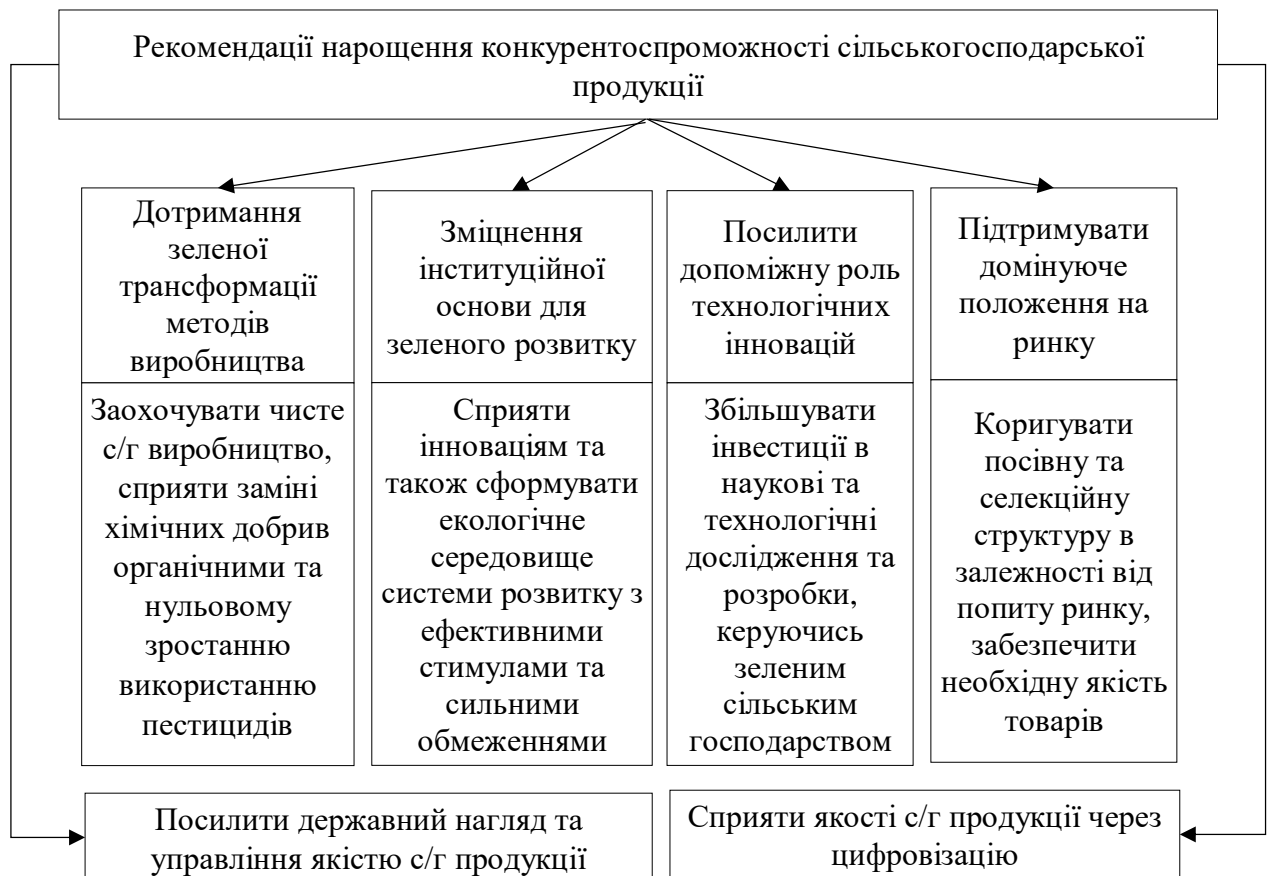 Рекомендації нарощення конкурентоспроможності сільськогосподарської
продукції
Дотримання
зеленої
трансформації
методів
виробництва
Зміцнення
інституційної
основи для
зеленого розвитку
Посилити
допоміжну роль
технологічних
інновацій
Підтримувати
домінуюче
положення на
ринку
Заохочувати чисте
с/г виробництво,
сприяти заміні
хімічних добрив
органічними та
нульовому
зростанню
використанню
пестицидів
Сприяти
інноваціям та
також сформувати
екологічне
середовище
системи розвитку з
ефективними
стимулами та
сильними
обмеженнями
Збільшувати
інвестиції в
наукові та
технологічні
дослідження та
розробки,
керуючись
зеленим
сільським
господарством
Коригувати
посівну та
селекційну
структуру в
залежності від
попиту ринку,
забезпечити
необхідну якість
товарів
Посилити державний нагляд та
управління якістю с/г продукції
Сприяти якості с/г продукції через
цифровізацію